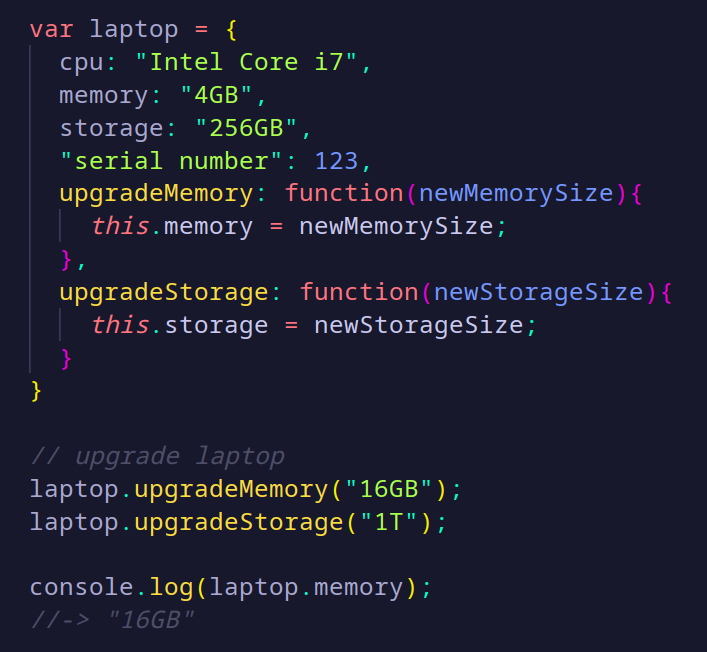 var laptop = {
  cpu: "Intel Core i7",
  memory: "4GB",
  storage: "256GB",
  "serial number": 123,
  upgradeMemory: function(newMemorySize){
    this.memory = newMemorySize;
  },
  upgradeStorage: function(newStorageSize){
    this.storage = newStorageSize;
  }
}

// upgrade laptop
laptop.upgradeMemory("16GB");
laptop.upgradeStorage("1T");

console.log(laptop.memory);
//-> "16GB"